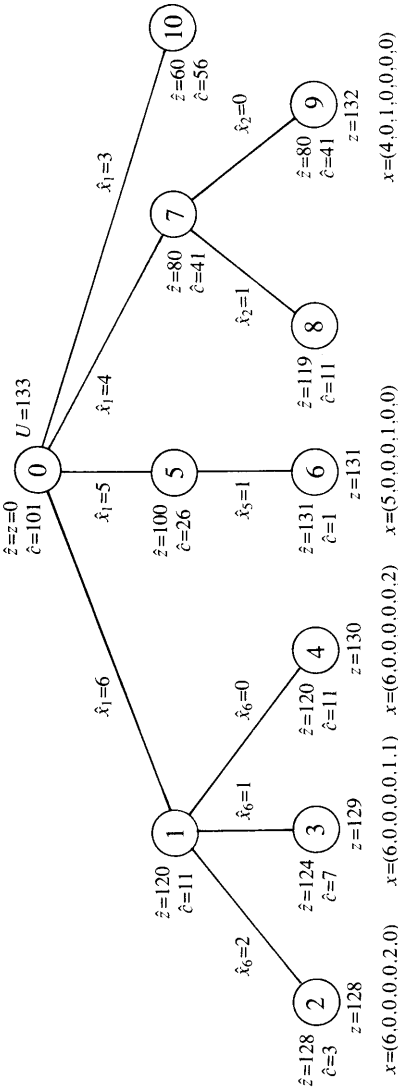 ẑ=z=0
U=133
ĉ=101
0
x̂₁=6
x̂₁=5
x̂₁=4
x̂₁=3
ẑ=120
ĉ=11
1
ẑ=100
ĉ=26
5
ẑ=80
ĉ=41
7
ẑ=60
ĉ=56
10
x̂₆=2
x̂₆=1
x̂₆=0
x̂₅=1
x̂₂=1
x̂₂=0
ẑ=128
ĉ=3
2
z=128
ẑ=124
ĉ=7
3
z=129
ẑ=120
ĉ=11
4
z=130
ẑ=131
ĉ=1
6
z=131
ẑ=119
ĉ=11
8
ẑ=80
ĉ=41
9
z=132
x=(6,0,0,0,0,2,0)
x=(6,0,0,0,0,1,1)
x=(6,0,0,0,0,0,2)
x=(5,0,0,0,1,0,0)
x=(4,0,1,0,0,0,0)